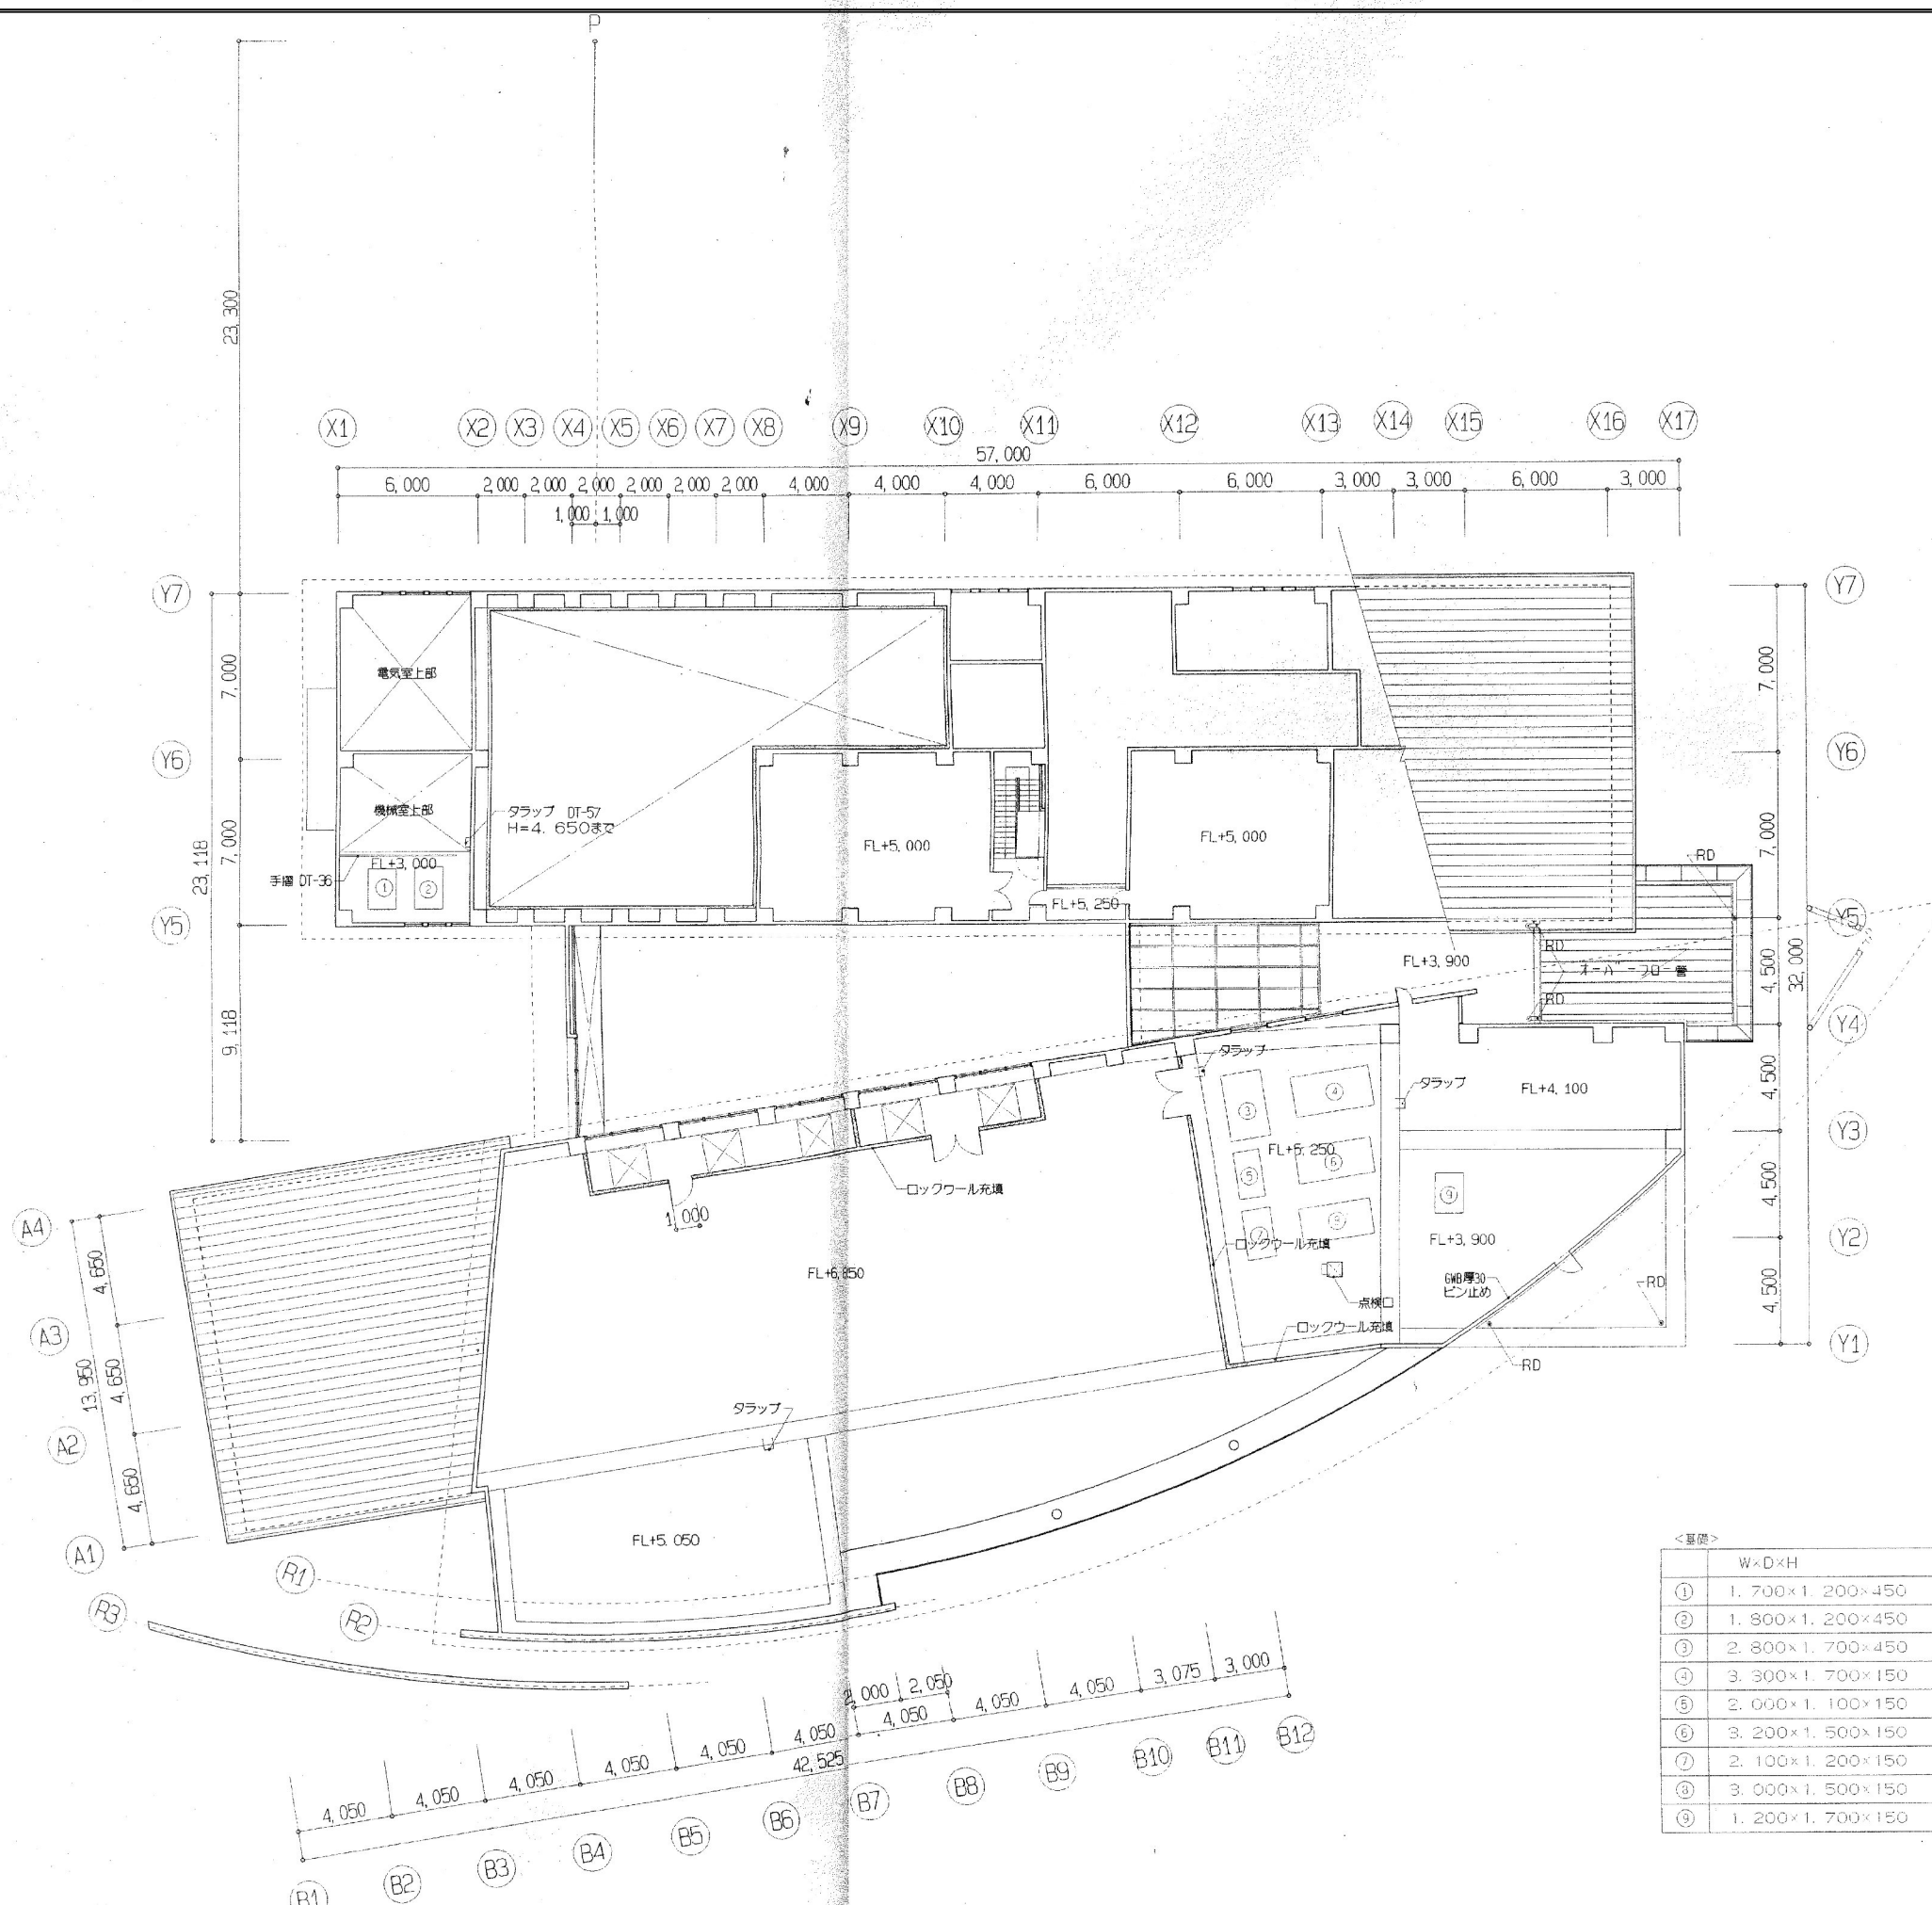 P
23,300
X1
X2
X3
X4
X5
X6
X7
X8
X9
X10
X11
X12
X13
X14
X15
X16
X17
57,000
6,000
2,000
2,000
2,000
2,000
2,000
2,000
4,000
4,000
4,000
6,000
6,000
3,000
3,000
6,000
3,000
1,000
1,000
Y7
Y6
Y5
7,000
7,000
9,118
23,118
電気室上部
機械室上部
タラップ DT-57
H=4.650まで
FL+3,000
手摺 DT-36
①
②
FL+5,000
FL+5,250
FL+5,000
Y7
Y6
Y5
Y4
Y3
Y2
Y1
7,000
7,000
4,500
4,500
4,500
4,500
32,000
RD
RD
オーバーフロー管
RD
FL+3,900
タラップ
タラップ
FL+4,100
③
④
FL+5,250
⑤
⑥
⑦
⑧
⑨
FL+3,900
ロックウール充填
ロックウール充填
点検口
ロックウール充填
GWB厚30
ピン止め
RD
RD
1,000
FL+6,850
タラップ
FL+5,050
A4
A3
A2
A1
4,650
4,650
4,650
13,950
R1
R2
R3
2,000
2,050
4,050
4,050
4,050
4,050
4,050
4,050
4,050
4,050
4,050
3,075
3,000
42,525
B1
B2
B3
B4
B5
B6
B7
B8
B9
B10
B11
B12
<基礎>
W×D×H
① 1.700×1.200×450
② 1.800×1.200×450
③ 2.800×1.700×450
④ 3.300×1.700×150
⑤ 2.000×1.100×150
⑥ 3.200×1.500×150
⑦ 2.100×1.200×150
⑧ 3.000×1.500×150
⑨ 1.200×1.700×150